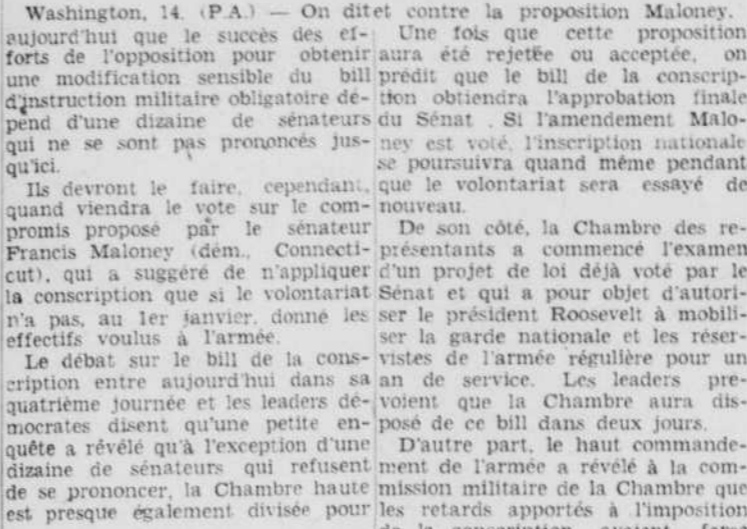 Washington, 14. (P.A.) — On dit
aujourd'hui que le succès des ef-
forts de l'opposition pour obtenir
une modification sensible du bill
d'instruction militaire obligatoire dé-
pend d'une dizaine de sénateurs
qui ne se sont pas prononcés jus-
qu'ici.
Ils devront le faire, cependant,
quand viendra le vote sur le com-
promis proposé par le sénateur
Francis Maloney (dém., Connecti-
cut), qui a suggéré de n'appliquer
la conscription que si le volontariat
n'a pas, au 1er janvier, donné les
effectifs voulus à l'armée.
Le débat sur le bill de la cons-
cription entre aujourd'hui dans sa
quatrième journée et les leaders dé-
mocrates disent qu'une petite en-
quête a révélé qu'à l'exception d'une
dizaine de sénateurs qui refusent
de se prononcer, la Chambre haute
est presque également divisée pour
et contre la proposition Maloney.
Une fois que cette proposition
aura été rejetée ou acceptée, on
prédit que le bill de la conscrip-
tion obtiendra l'approbation finale
du Sénat . Si l'amendement Malo-
ney est voté, l'inscription nationale
se poursuivra quand même pendant
que le volontariat sera essayé de
nouveau.
De son côté, la Chambre des re-
présentants a commencé l'examen
d'un projet de loi déjà voté par le
Sénat et qui a pour objet d'autori-
ser le président Roosevelt à mobili-
ser la garde nationale et les réser-
vistes de l'armée régulière pour un
an de service. Les leaders pré-
voient que la Chambre aura dis-
posé de ce bill dans deux jours.
D'autre part, le haut commande-
ment de l'armée a révélé à la com-
mission militaire de la Chambre que
les retards apportés à l'imposition